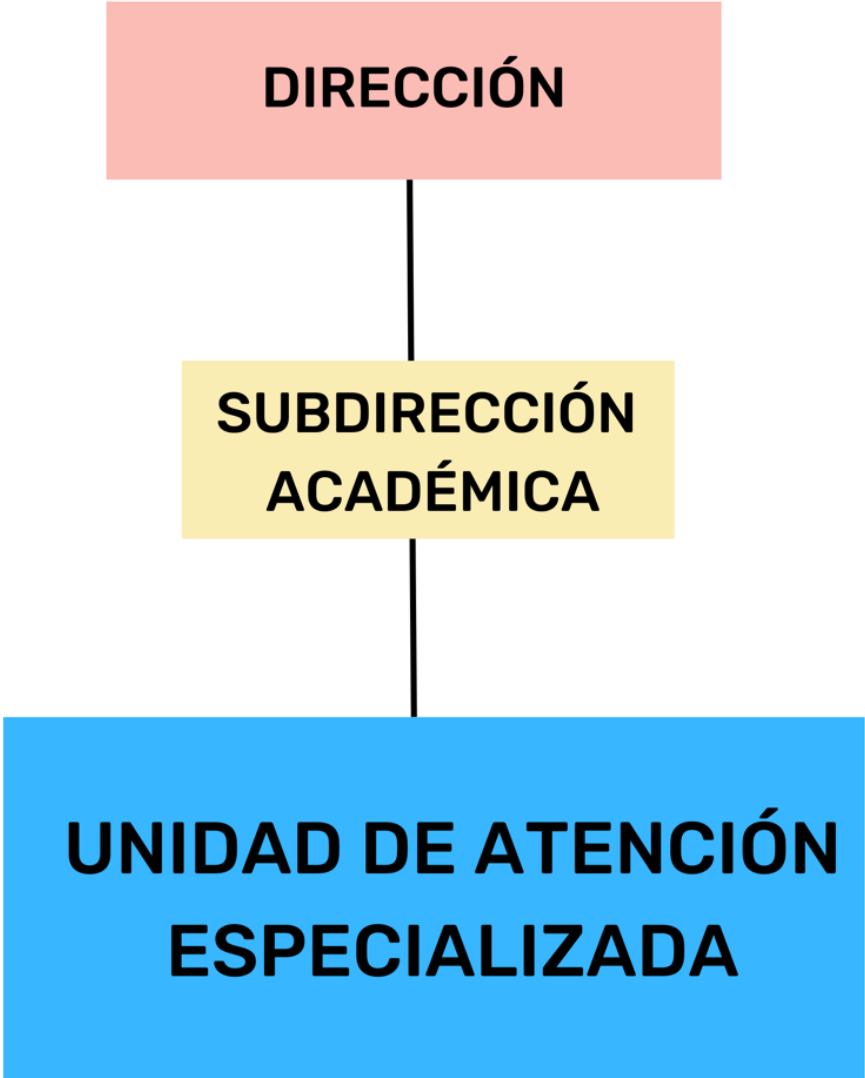 DIRECCIÓN
SUBDIRECCIÓN
ACADÉMICA
UNIDAD DE ATENCIÓN
ESPECIALIZADA